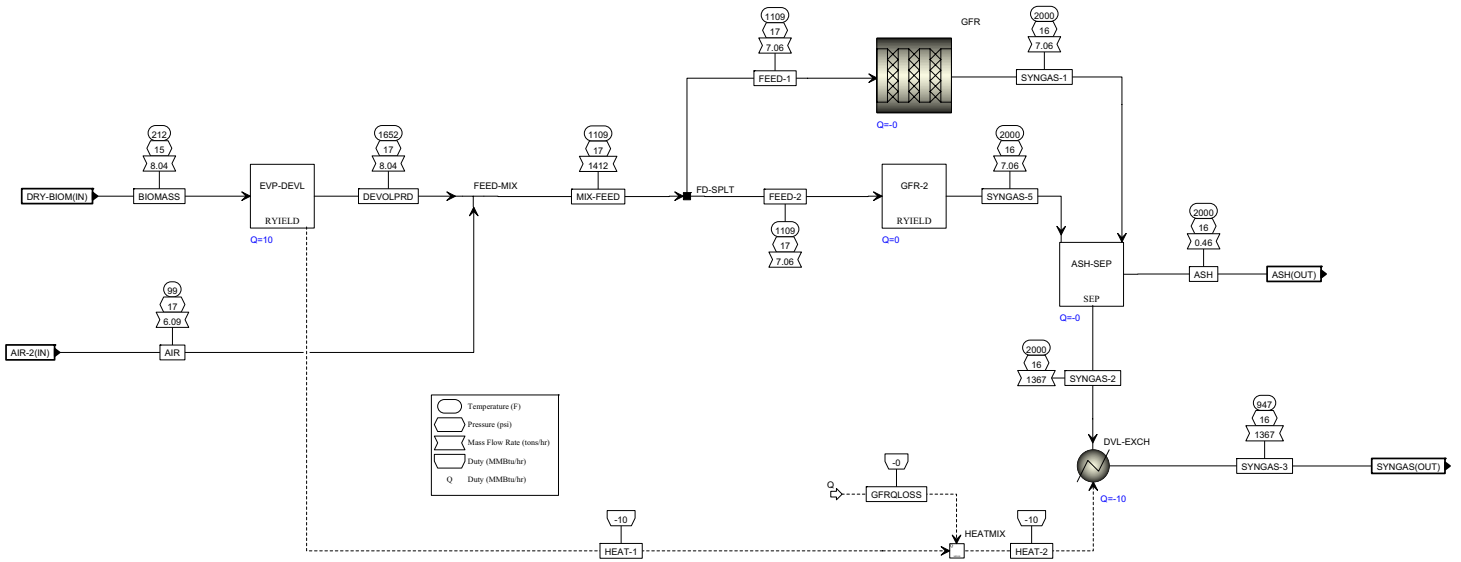 1109
17
7.06
FEED-1
GFR
Q=-0
2000
16
7.06
SYNGAS-1
212
15
8.04
DRY-BIOM(IN)
BIOMASS
EVP-DEVL
RYIELD
Q=10
1652
17
8.04
DEVOLPRD
FEED-MIX
1109
17
1412
MIX-FEED
FD-SPLT
FEED-2
1109
17
7.06
GFR-2
RYIELD
Q=0
2000
16
7.06
SYNGAS-5
ASH-SEP
SEP
Q=-0
2000
16
0.46
ASH
ASH(OUT)
99
17
6.09
AIR-2(IN)
AIR
2000
16
1367
SYNGAS-2
Temperature (F)
Pressure (psi)
Mass Flow Rate (tons/hr)
Duty (MMBtu/hr)
Q Duty (MMBtu/hr)
DVL-EXCH
Q=-10
947
16
1367
SYNGAS-3
SYNGAS(OUT)
Q
-0
GFRQLOSS
-10
HEAT-1
HEATMIX
-10
HEAT-2